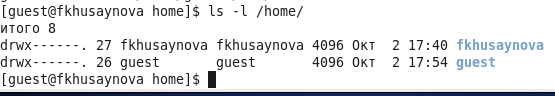 [guest@fkhusaynova home]$ ls -l /home/
итого 8
drwx------. 27 fkhusaynova fkhusaynova 4096 Окт  2 17:40 fkhusaynova
drwx------. 26 guest       guest       4096 Окт  2 17:54 guest
[guest@fkhusaynova home]$